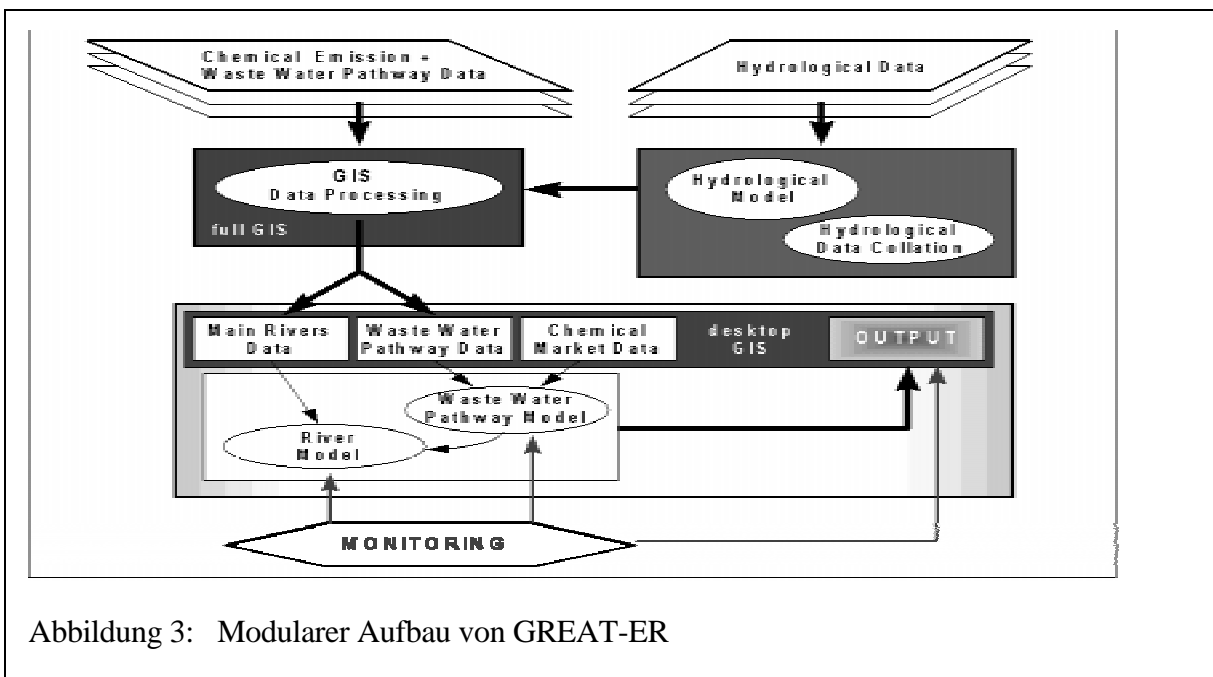 Chemical Emission +
Waste Water Pathway Data
Hydrological Data
GIS
Data Processing
full GIS
Hydrological
Model
Hydrological
Data Collation
Main Rivers
Data
Waste Water
Pathway Data
Chemical
Market Data
desktop
GIS
OUTPUT
Waste Water
Pathway Model
River
Model
MONITORING
Abbildung 3: Modularer Aufbau von GREAT-ER